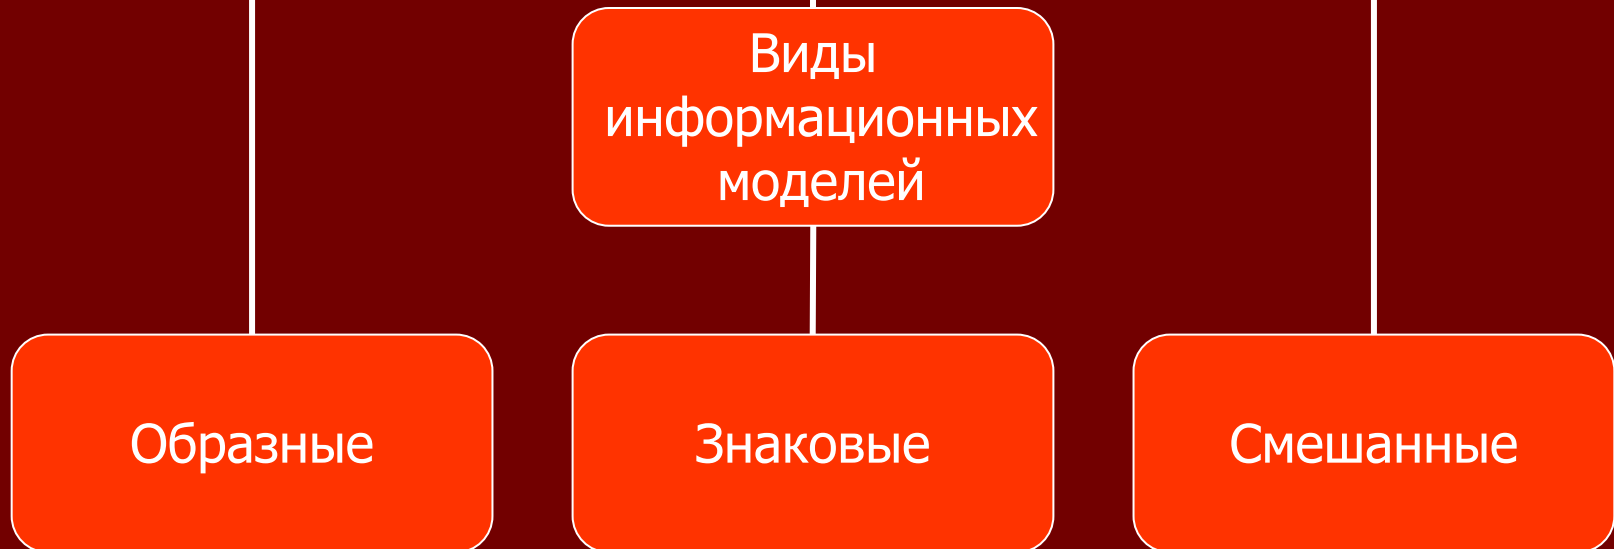 Виды
информационных
моделей
Образные
Знаковые
Смешанные